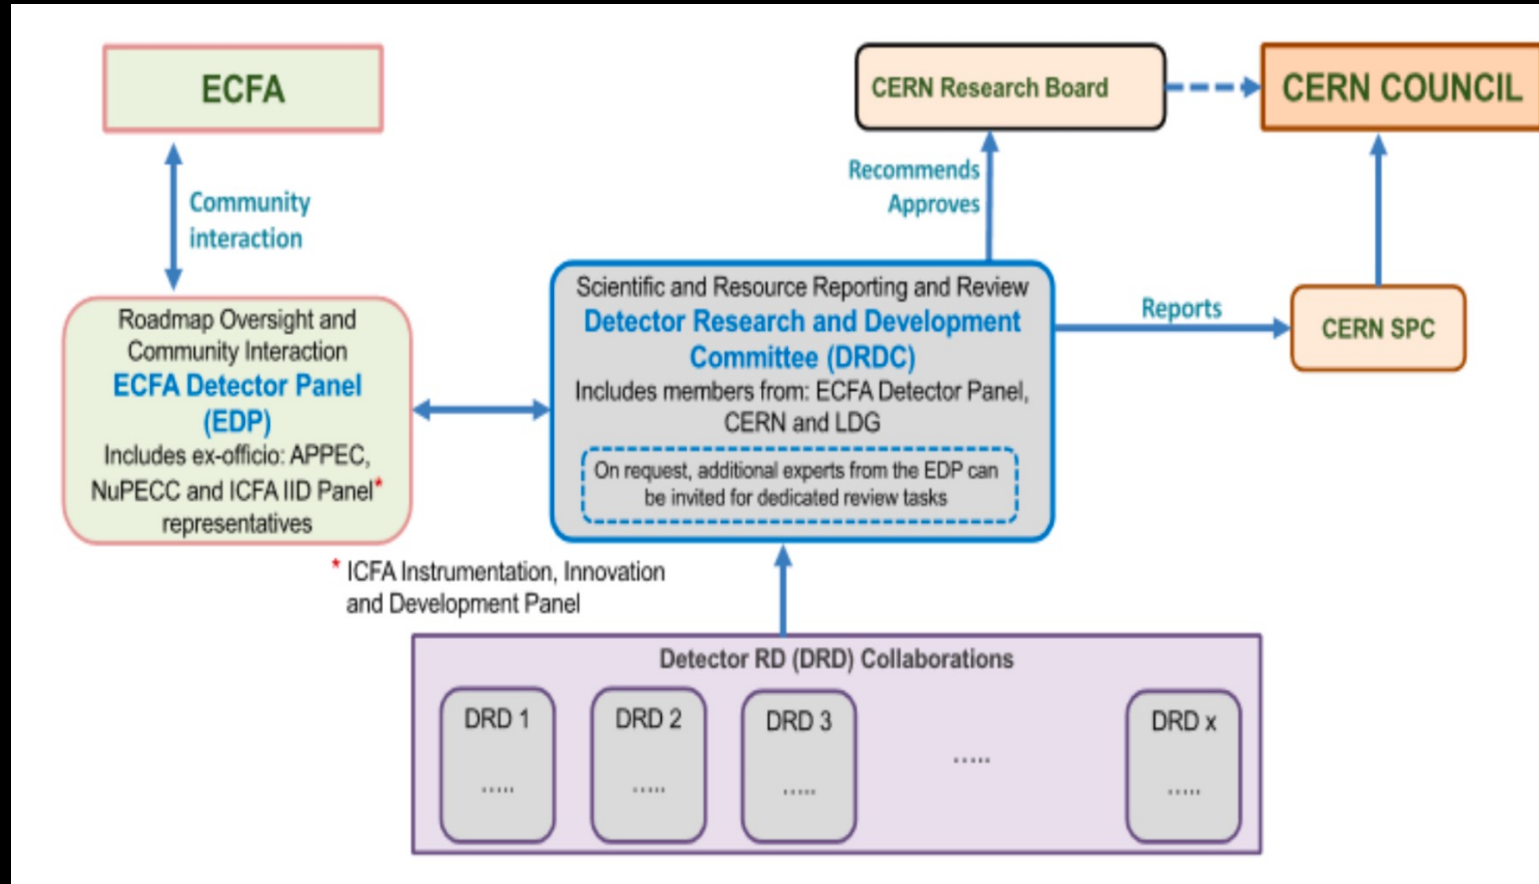 ECFA
CERN Research Board
CERN COUNCIL
Community
interaction
Recommends
Approves
Roadmap Oversight and
Community Interaction
ECFA Detector Panel
(EDP)
Includes ex-officio: APPEC,
NuPECC and ICFA IID Panel*
representatives
Scientific and Resource Reporting and Review
Detector Research and Development
Committee (DRDC)
Includes members from: ECFA Detector Panel,
CERN and LDG
On request, additional experts from the EDP can
be invited for dedicated review tasks
Reports
CERN SPC
* ICFA Instrumentation, Innovation
and Development Panel
Detector RD (DRD) Collaborations
DRD 1
.....
DRD 2
.....
DRD 3
.....
.....
DRD x
.....